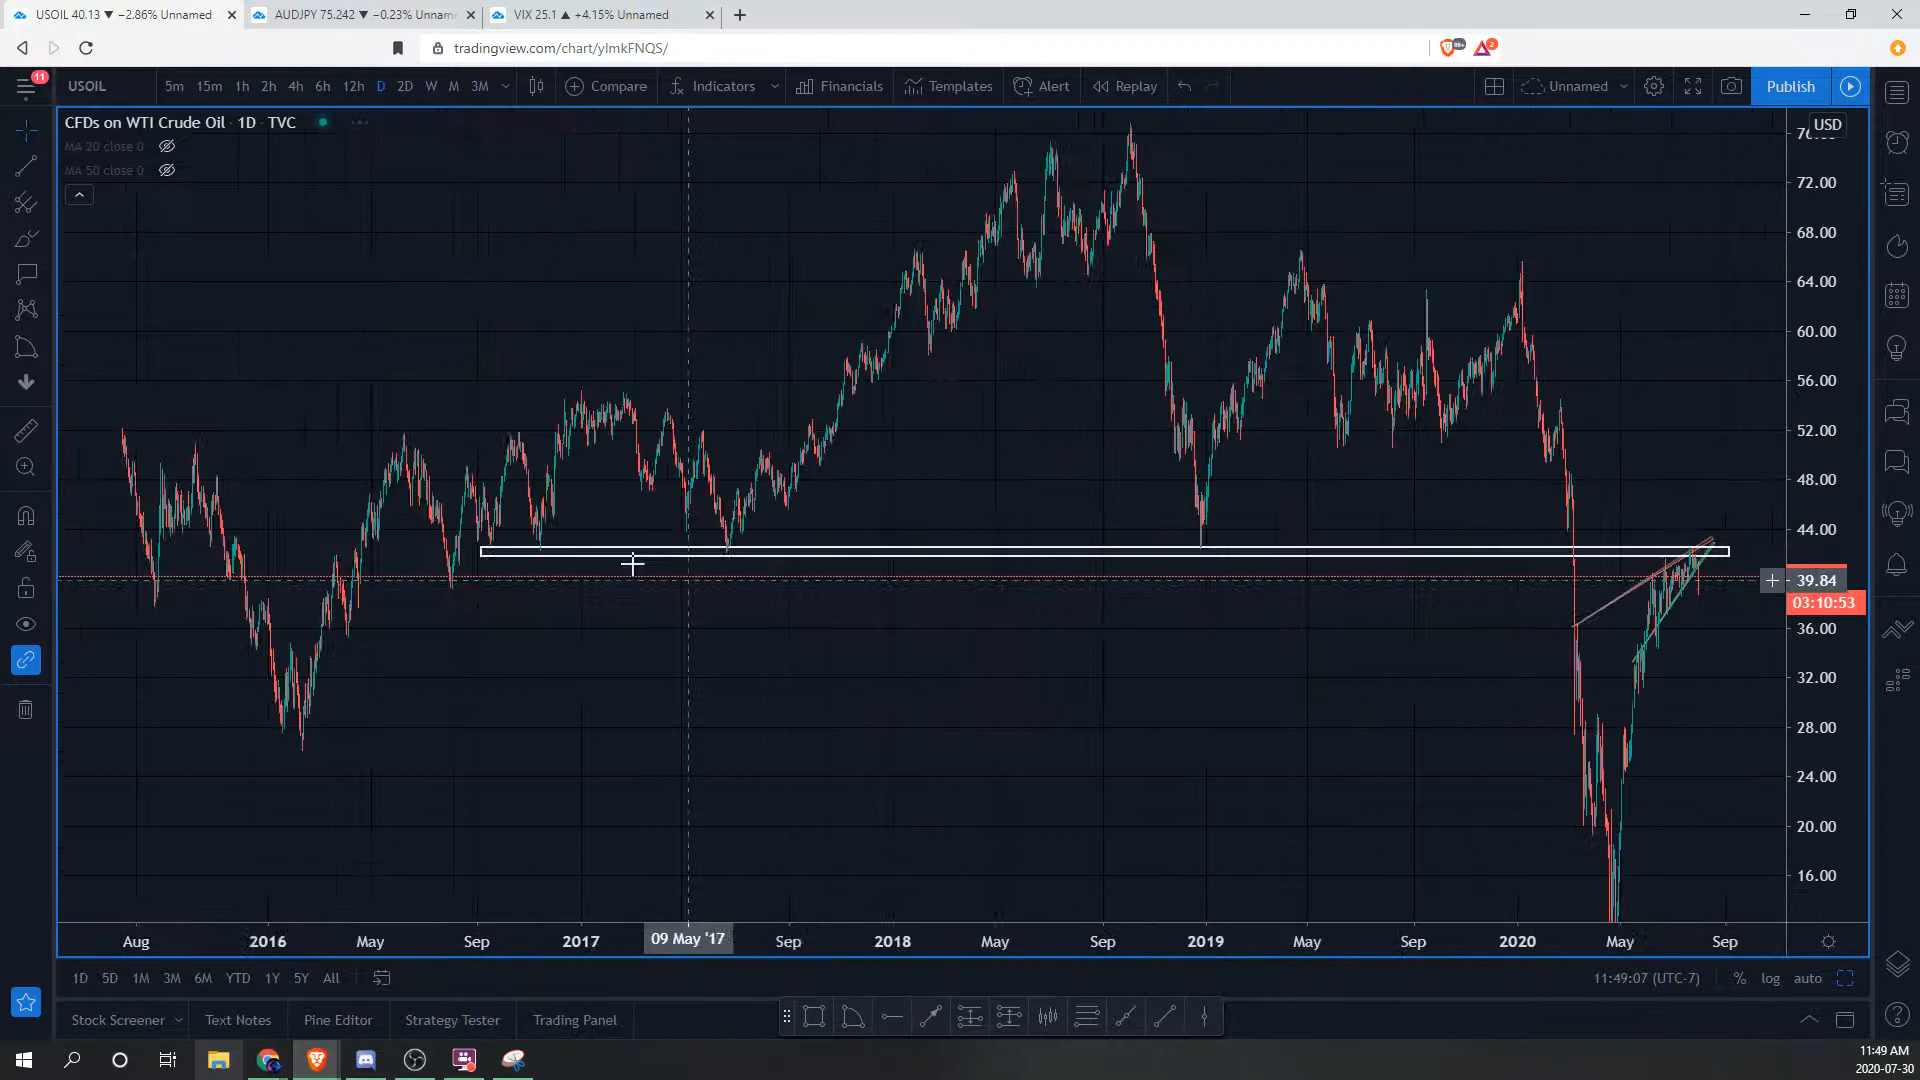 USOIL 40.13 ▼ −2.86% Unnamed
AUDJPY 75.242 ▼ −0.23% Unname
VIX 25.1 ▲ +4.15% Unnamed
tradingview.com/chart/ylmkFNQS/
99+
2
11
USOIL
5m 15m 1h 2h 4h 6h 12h D 2D W M 3M
Compare
Indicators
Financials
Templates
Alert
Replay
Unnamed
Publish
CFDs on WTI Crude Oil · 1D · TVC
USD
MA 20 close 0
MA 50 close 0
72.00
68.00
64.00
60.00
56.00
52.00
48.00
44.00
39.84
03:10:53
36.00
32.00
28.00
24.00
20.00
16.00
Aug 2016 May Sep 2017 09 May '17 Sep 2018 May Sep 2019 May Sep 2020 May Sep
1D 5D 1M 3M 6M YTD 1Y 5Y All
11:49:07 (UTC-7) % log auto
Stock Screener Text Notes Pine Editor Strategy Tester Trading Panel
11:49 AM
2020-07-30